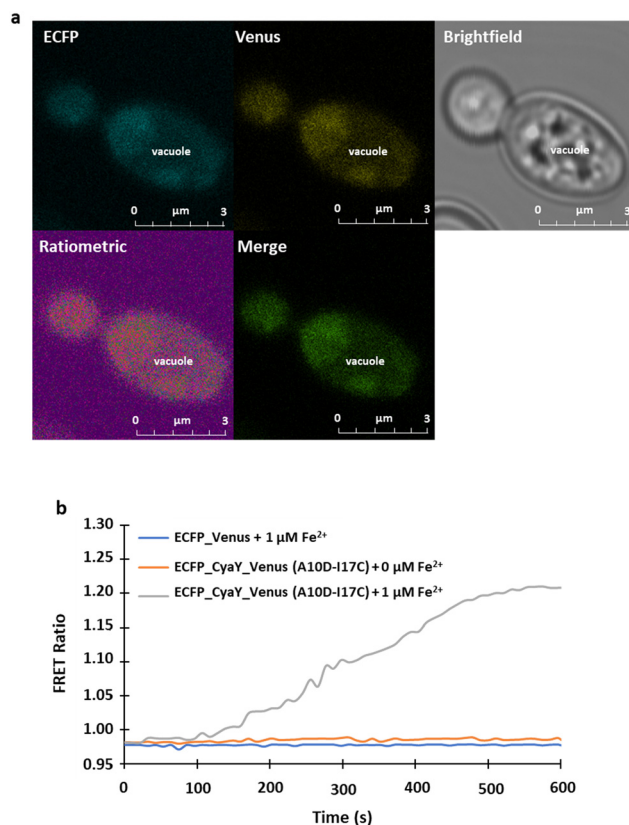 a
ECFP
Venus
Brightfield
vacuole
vacuole
vacuole
0 µm 3
0 µm 3
0 µm 3
Ratiometric
Merge
vacuole
vacuole
0 µm 3
0 µm 3
b
1.30
1.25
1.20
1.15
1.10
1.05
1.00
0.95
FRET Ratio
ECFP_Venus + 1 µM Fe²⁺
ECFP_CyaY_Venus (A10D-I17C) + 0 µM Fe²⁺
ECFP_CyaY_Venus (A10D-I17C) + 1 µM Fe²⁺
0 100 200 300 400 500 600
Time (s)